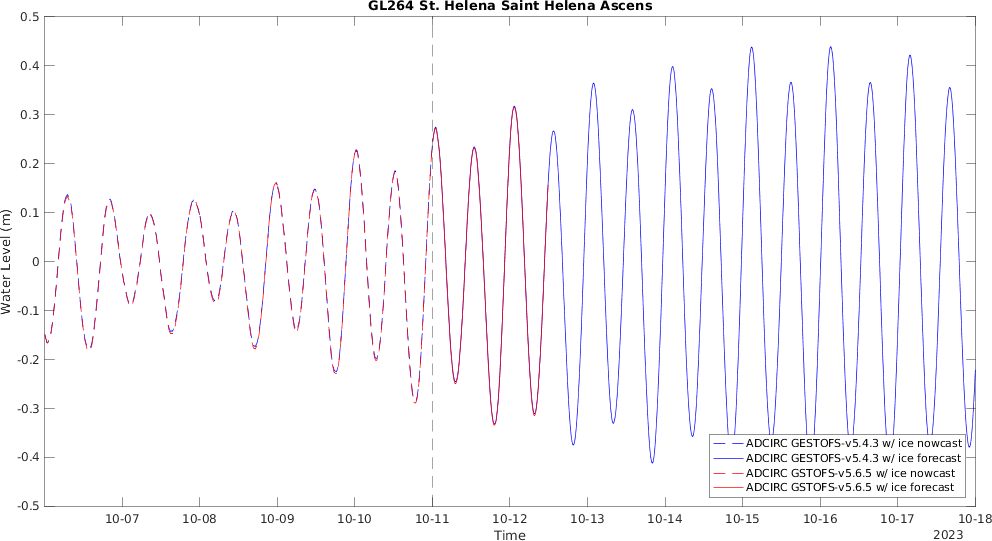 GL264 St. Helena Saint Helena Ascens
0.5
0.4
0.3
0.2
0.1
0
-0.1
-0.2
-0.3
-0.4
-0.5
Water Level (m)
ADCIRC GESTOFS-v5.4.3 w/ ice nowcast
ADCIRC GESTOFS-v5.4.3 w/ ice forecast
ADCIRC GSTOFS-v5.6.5 w/ ice nowcast
ADCIRC GSTOFS-v5.6.5 w/ ice forecast
10-07 10-08 10-09 10-10 10-11 10-12 10-13 10-14 10-15 10-16 10-17 10-18
Time
2023